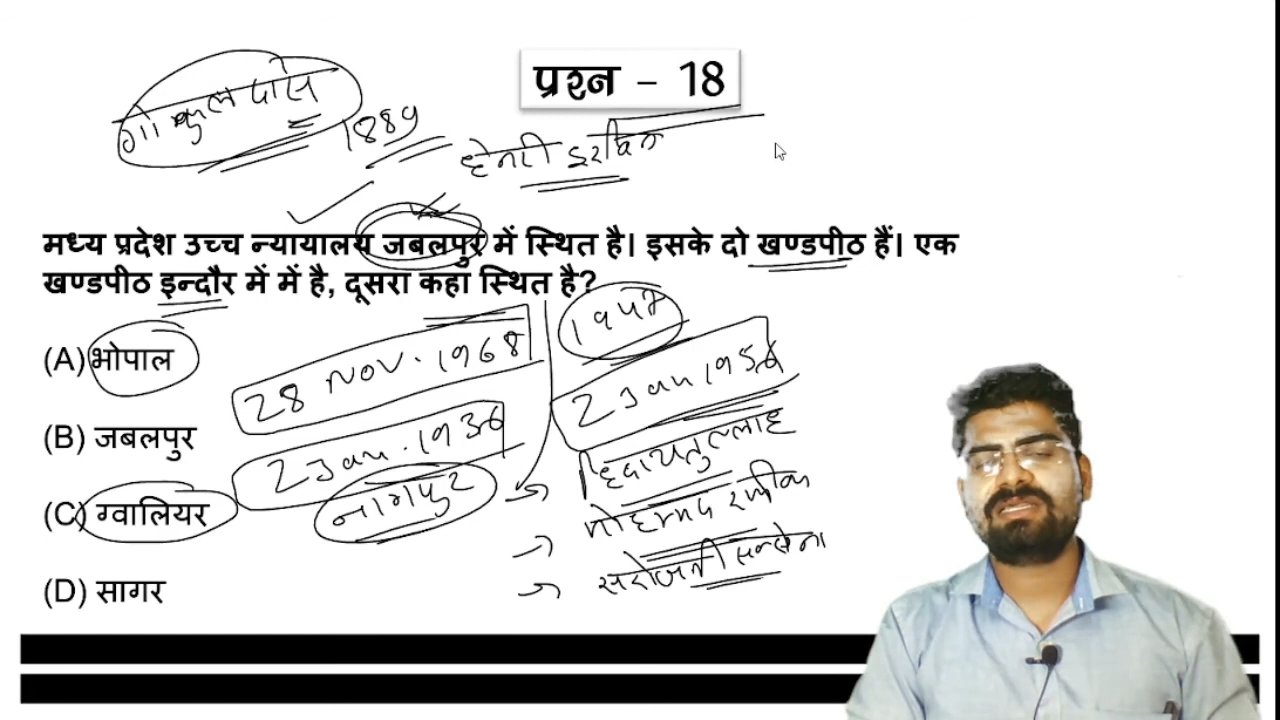 प्रश्न – 18
गोकुल दास
1889
हेनरी इरविन
मध्य प्रदेश उच्च न्यायालय जबलपुर में स्थित है। इसके दो खण्डपीठ हैं। एक
खण्डपीठ इन्दौर में में है, दूसरा कहा स्थित है?
(A) भोपाल
28 NOV. 1968
2 Jan. 1936
नागपुर
(B) जबलपुर
(C) ग्वालियर
(D) सागर
2 Jan 1956
हिदायतुल्लाह
मोहम्मद रफीक
सरोजनी सक्सेना